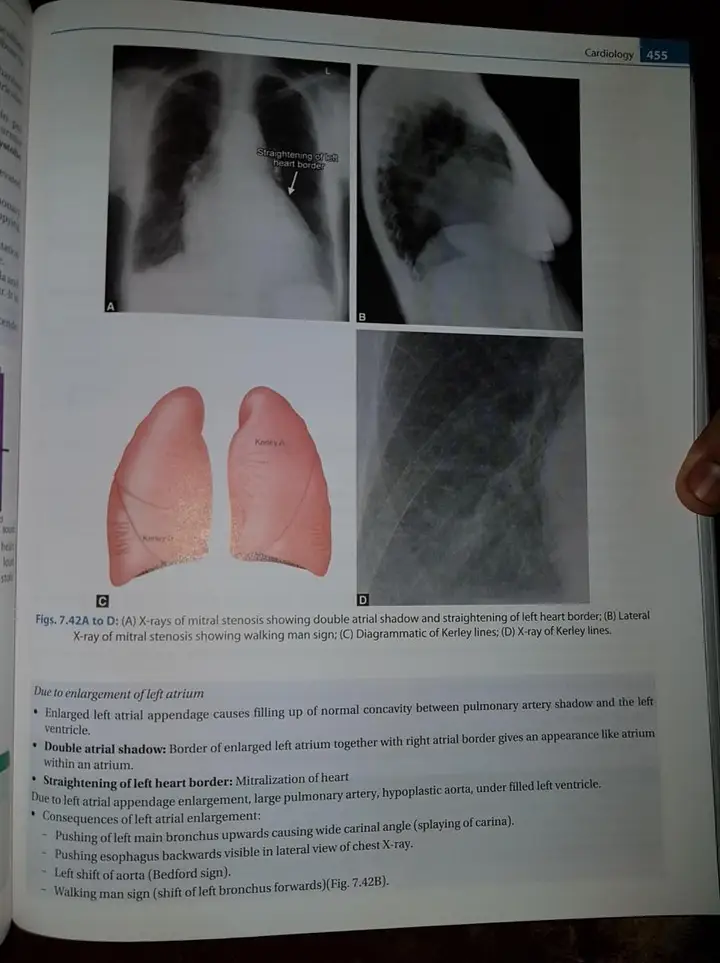 Cardiology 455
L
Straightening of left
heart border
A
B
Kerley A
Kerley B
C
D
Figs. 7.42A to D: (A) X-rays of mitral stenosis showing double atrial shadow and straightening of left heart border; (B) Lateral
X-ray of mitral stenosis showing walking man sign; (C) Diagrammatic of Kerley lines; (D) X-ray of Kerley lines.
Due to enlargement of left atrium
• Enlarged left atrial appendage causes filling up of normal concavity between pulmonary artery shadow and the left
ventricle.
• Double atrial shadow: Border of enlarged left atrium together with right atrial border gives an appearance like atrium
within an atrium.
• Straightening of left heart border: Mitralization of heart
Due to left atrial appendage enlargement, large pulmonary artery, hypoplastic aorta, under filled left ventricle.
• Consequences of left atrial enlargement:
– Pushing of left main bronchus upwards causing wide carinal angle (splaying of carina).
– Pushing esophagus backwards visible in lateral view of chest X-ray.
– Left shift of aorta (Bedford sign).
– Walking man sign (shift of left bronchus forwards)(Fig. 7.42B).